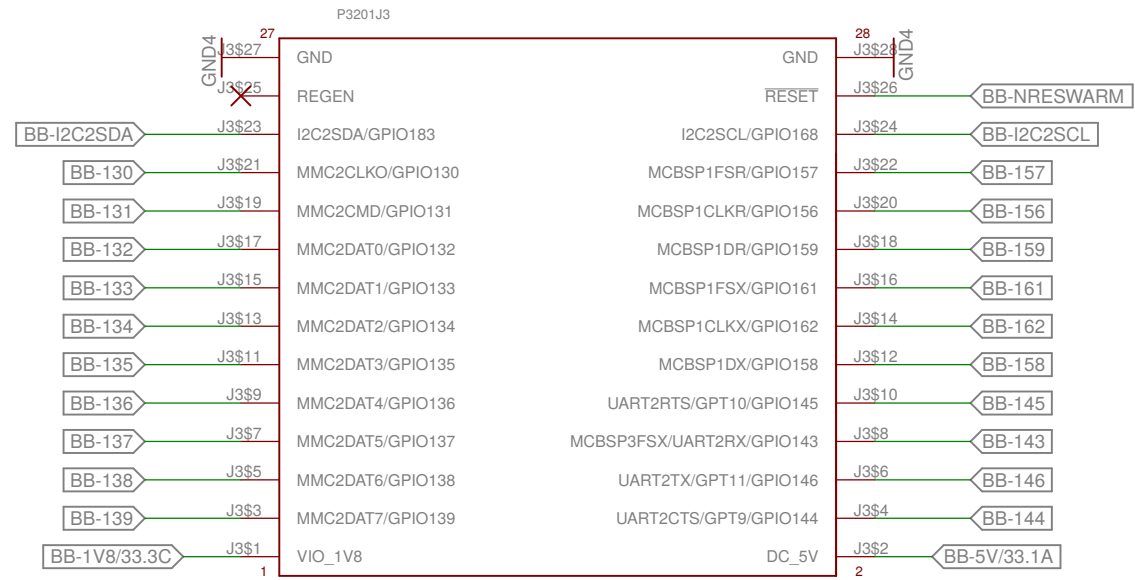 P3201J3
27 28
GND4 J3$27 GND GND J3$28 GND4
J3$25 REGEN RESET J3$26 BB-NRESWARM
BB-I2C2SDA J3$23 I2C2SDA/GPIO183 I2C2SCL/GPIO168 J3$24 BB-I2C2SCL
BB-130 J3$21 MMC2CLKO/GPIO130 MCBSP1FSR/GPIO157 J3$22 BB-157
BB-131 J3$19 MMC2CMD/GPIO131 MCBSP1CLKR/GPIO156 J3$20 BB-156
BB-132 J3$17 MMC2DAT0/GPIO132 MCBSP1DR/GPIO159 J3$18 BB-159
BB-133 J3$15 MMC2DAT1/GPIO133 MCBSP1FSX/GPIO161 J3$16 BB-161
BB-134 J3$13 MMC2DAT2/GPIO134 MCBSP1CLKX/GPIO162 J3$14 BB-162
BB-135 J3$11 MMC2DAT3/GPIO135 MCBSP1DX/GPIO158 J3$12 BB-158
BB-136 J3$9 MMC2DAT4/GPIO136 UART2RTS/GPT10/GPIO145 J3$10 BB-145
BB-137 J3$7 MMC2DAT5/GPIO137 MCBSP3FSX/UART2RX/GPIO143 J3$8 BB-143
BB-138 J3$5 MMC2DAT6/GPIO138 UART2TX/GPT11/GPIO146 J3$6 BB-146
BB-139 J3$3 MMC2DAT7/GPIO139 UART2CTS/GPT9/GPIO144 J3$4 BB-144
BB-1V8/33.3C J3$1 VIO_1V8 DC_5V J3$2 BB-5V/33.1A
1 2